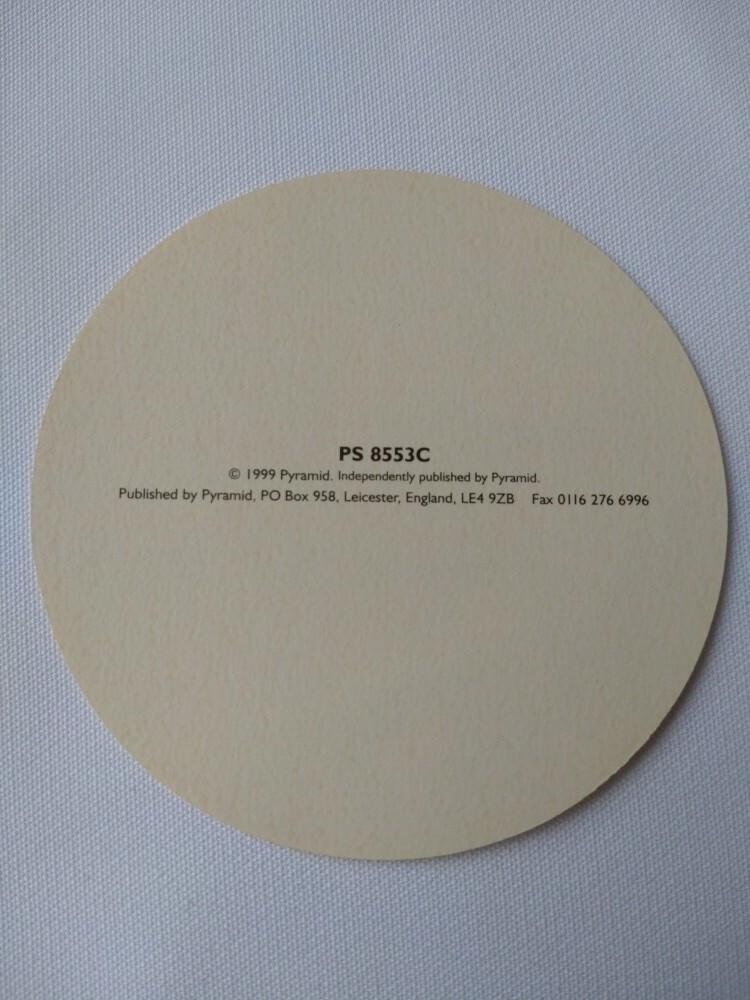 PS 8553C
© 1999 Pyramid. Independently published by Pyramid.
Published by Pyramid, PO Box 958, Leicester, England, LE4 9ZB Fax 0116 276 6996